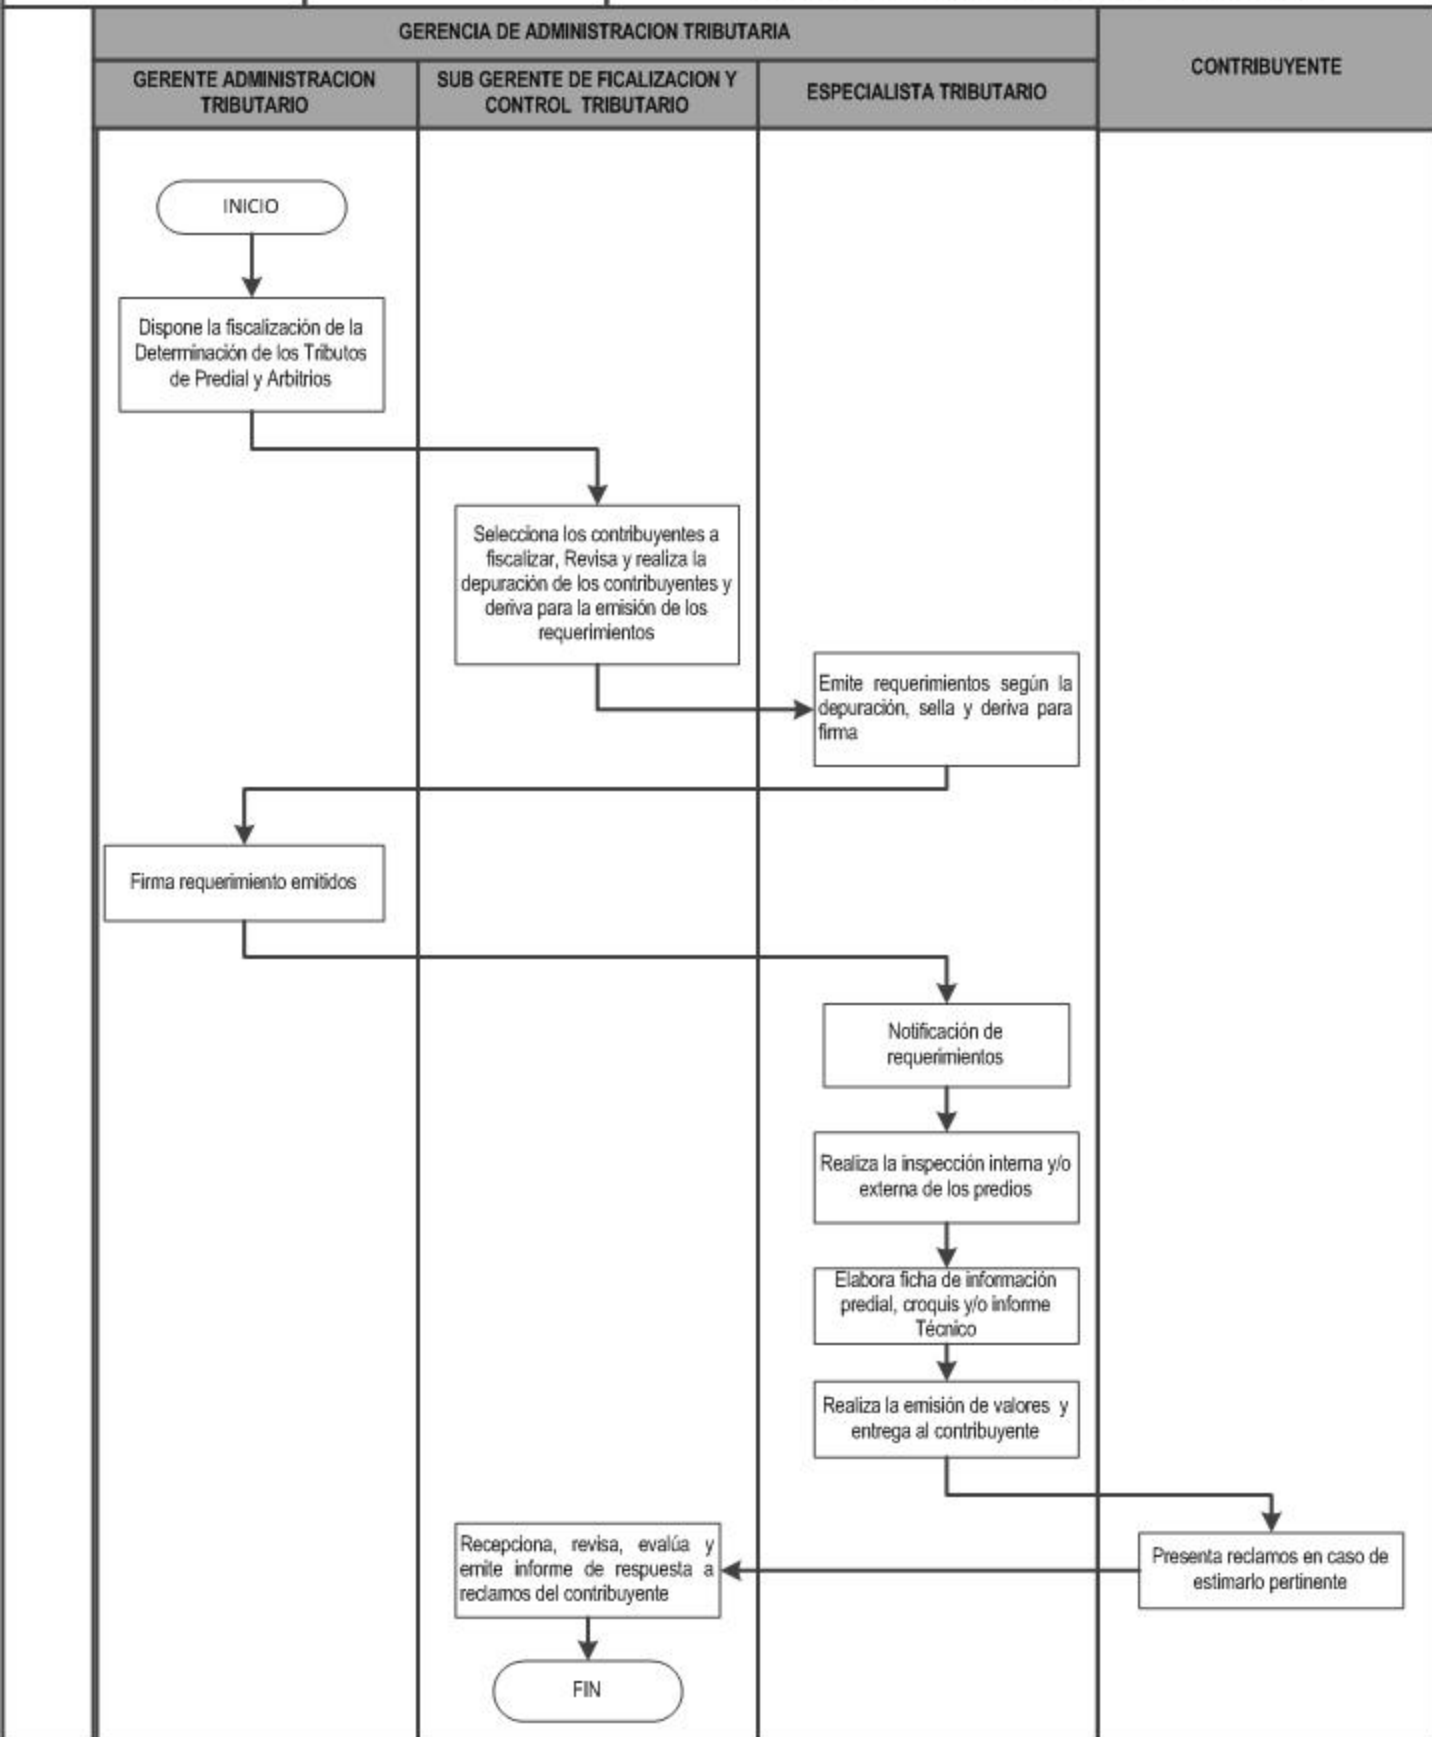 GERENCIA DE ADMINISTRACION TRIBUTARIA
CONTRIBUYENTE
GERENTE ADMINISTRACION
TRIBUTARIO
SUB GERENTE DE FICALIZACION Y
CONTROL TRIBUTARIO
ESPECIALISTA TRIBUTARIO
INICIO
Dispone la fiscalización de la
Determinación de los Tributos
de Predial y Arbitrios
Selecciona los contribuyentes a
fiscalizar, Revisa y realiza la
depuración de los contribuyentes y
deriva para la emisión de los
requerimientos
Emite requerimientos según la
depuración, sella y deriva para
firma
Firma requerimiento emitidos
Notificación de
requerimientos
Realiza la inspección interna y/o
externa de los predios
Elabora ficha de información
predial, croquis y/o informe
Técnico
Realiza la emisión de valores y
entrega al contribuyente
Presenta reclamos en caso de
estimarlo pertinente
Recepciona, revisa, evalúa y
emite informe de respuesta a
reclamos del contribuyente
FIN